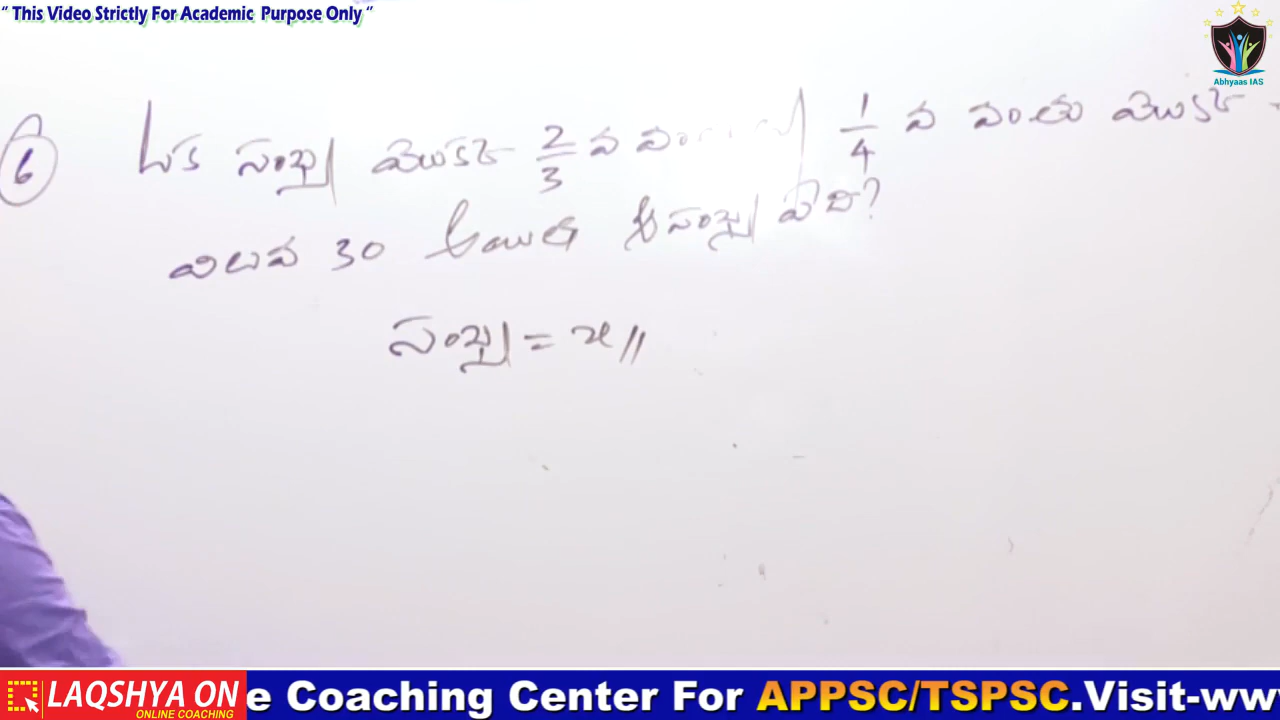 “ This Video Strictly For Academic Purpose Only ”
Abhyaas IAS
6 ఒక సంఖ్య యొక్క 2/3 వ 1/4 వ వంతు యొక్క
విలువ 30 అయిన ఆ సంఖ్య ఏది?
సంఖ్య = x //
LAQSHYA ON
ONLINE COACHING
e Coaching Center For APPSC/TSPSC.Visit-ww